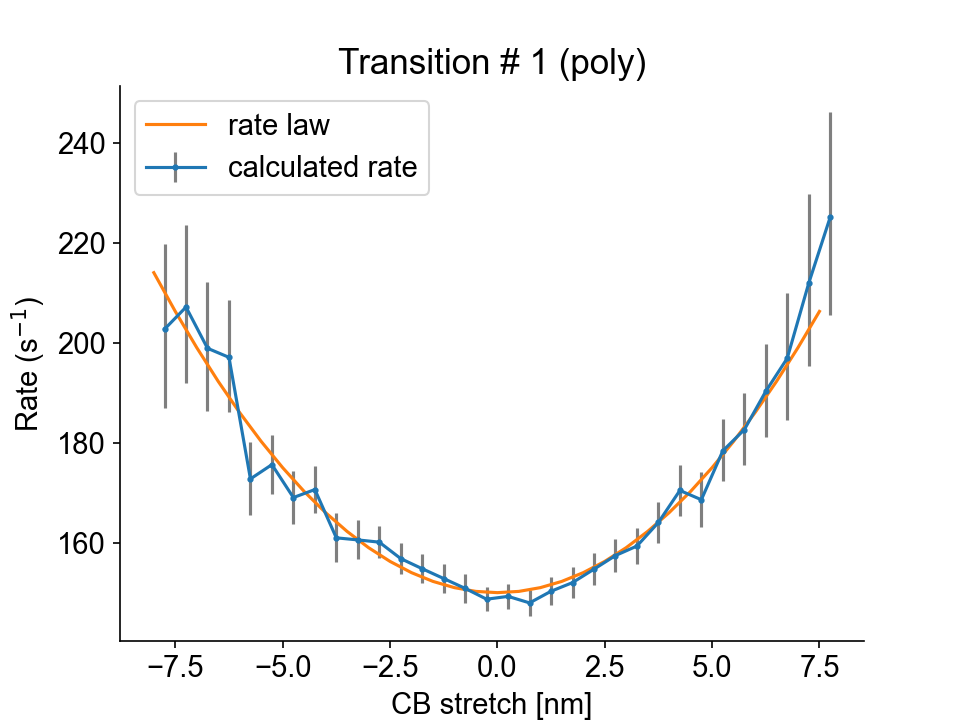 Transition # 1 (poly)
rate law
calculated rate
240
220
200
180
160
Rate (s⁻¹)
−7.5 −5.0 −2.5 0.0 2.5 5.0 7.5
CB stretch [nm]